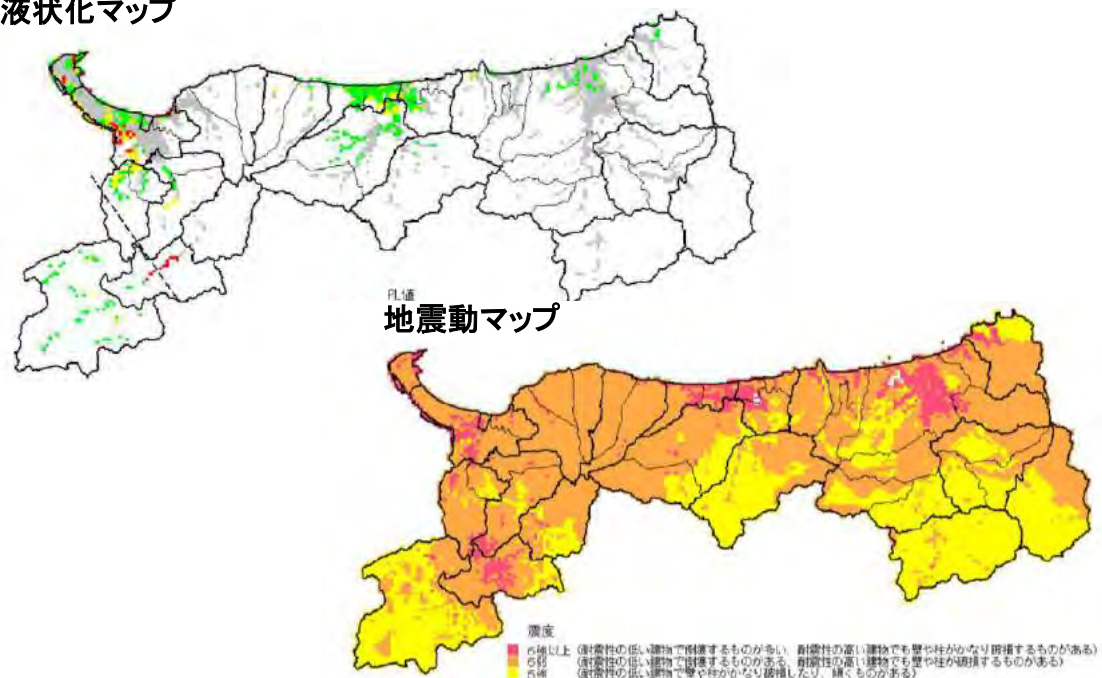 液状化マップ
PL値
地震動マップ
震度
6強以上 (耐震性の低い建物で倒壊するものが多い、耐震性の高い建物でも壁や柱がかなり破損するものがある)
6弱 (耐震性の低い建物で倒壊するものがある、耐震性の高い建物でも壁や柱が破損するものがある)
5強 (耐震性の低い建物で壁や柱がかなり破損したり、傾くものがある)